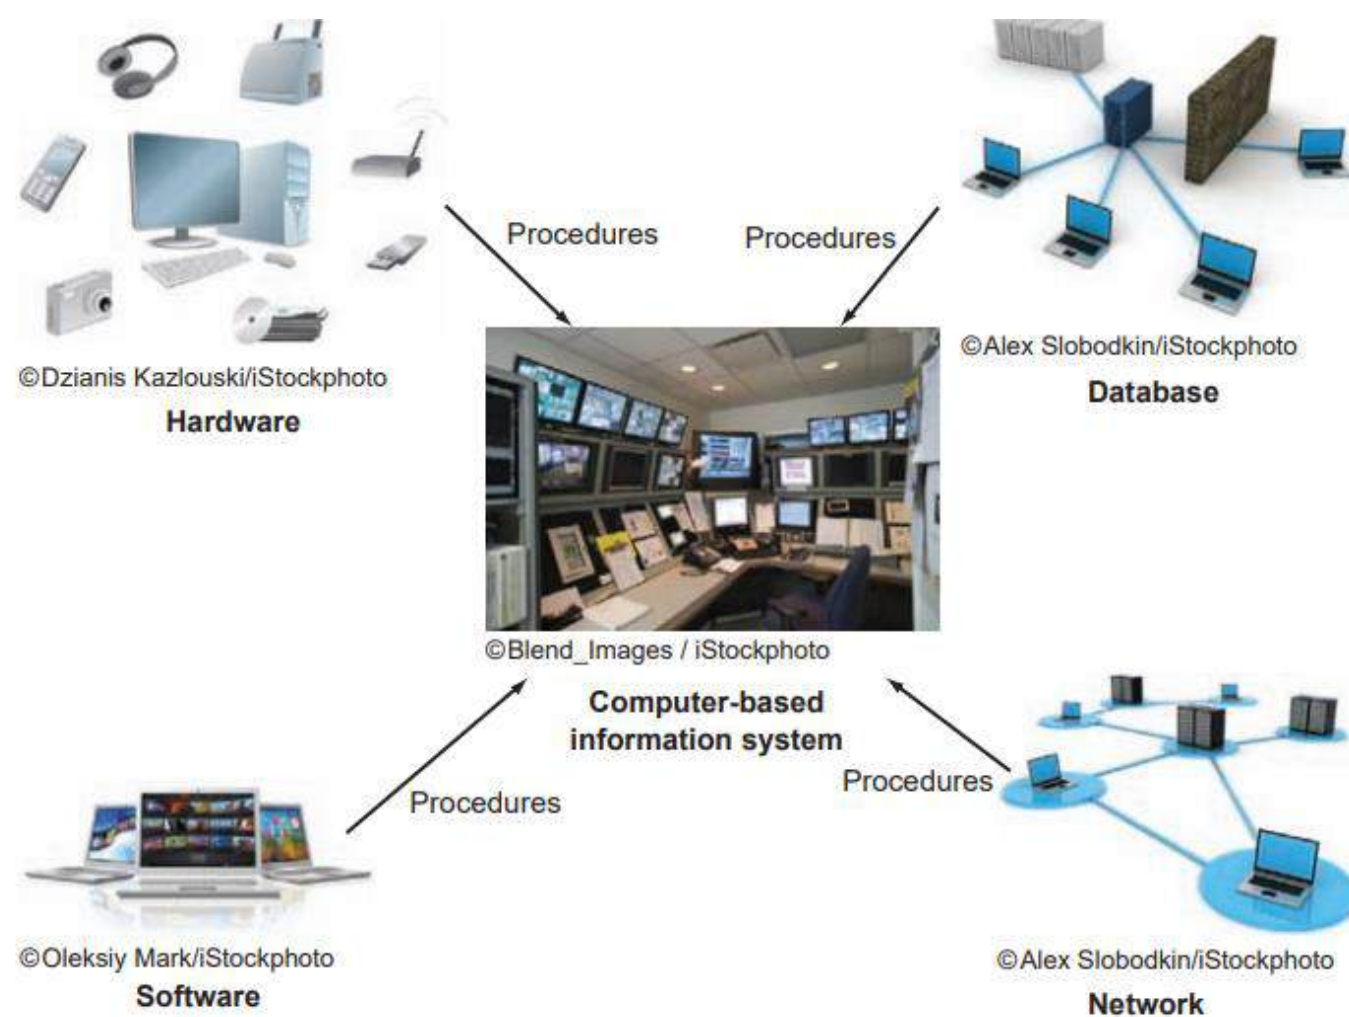 Procedures
Procedures
©Dzianis Kazlouski/iStockphoto
Hardware
©Alex Slobodkin/iStockphoto
Database
©Blend_Images / iStockphoto
Computer-based
information system
Procedures
Procedures
©Oleksiy Mark/iStockphoto
Software
©Alex Slobodkin/iStockphoto
Network